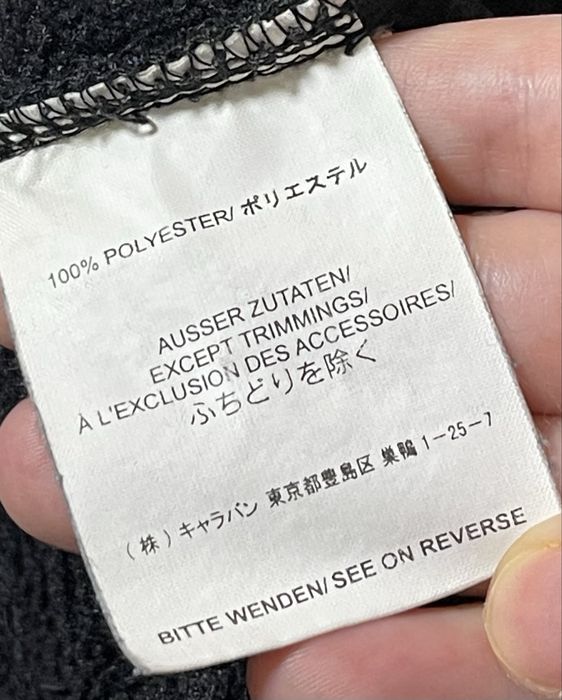 100% POLYESTER/ ポリエステル
AUSSER ZUTATEN/
EXCEPT TRIMMINGS/
À L'EXCLUSION DES ACCESSOIRES/
ふちどりを除く
（株）キャラバン 東京都豊島区 巣鴨 1－25－7
BITTE WENDEN/ SEE ON REVERSE